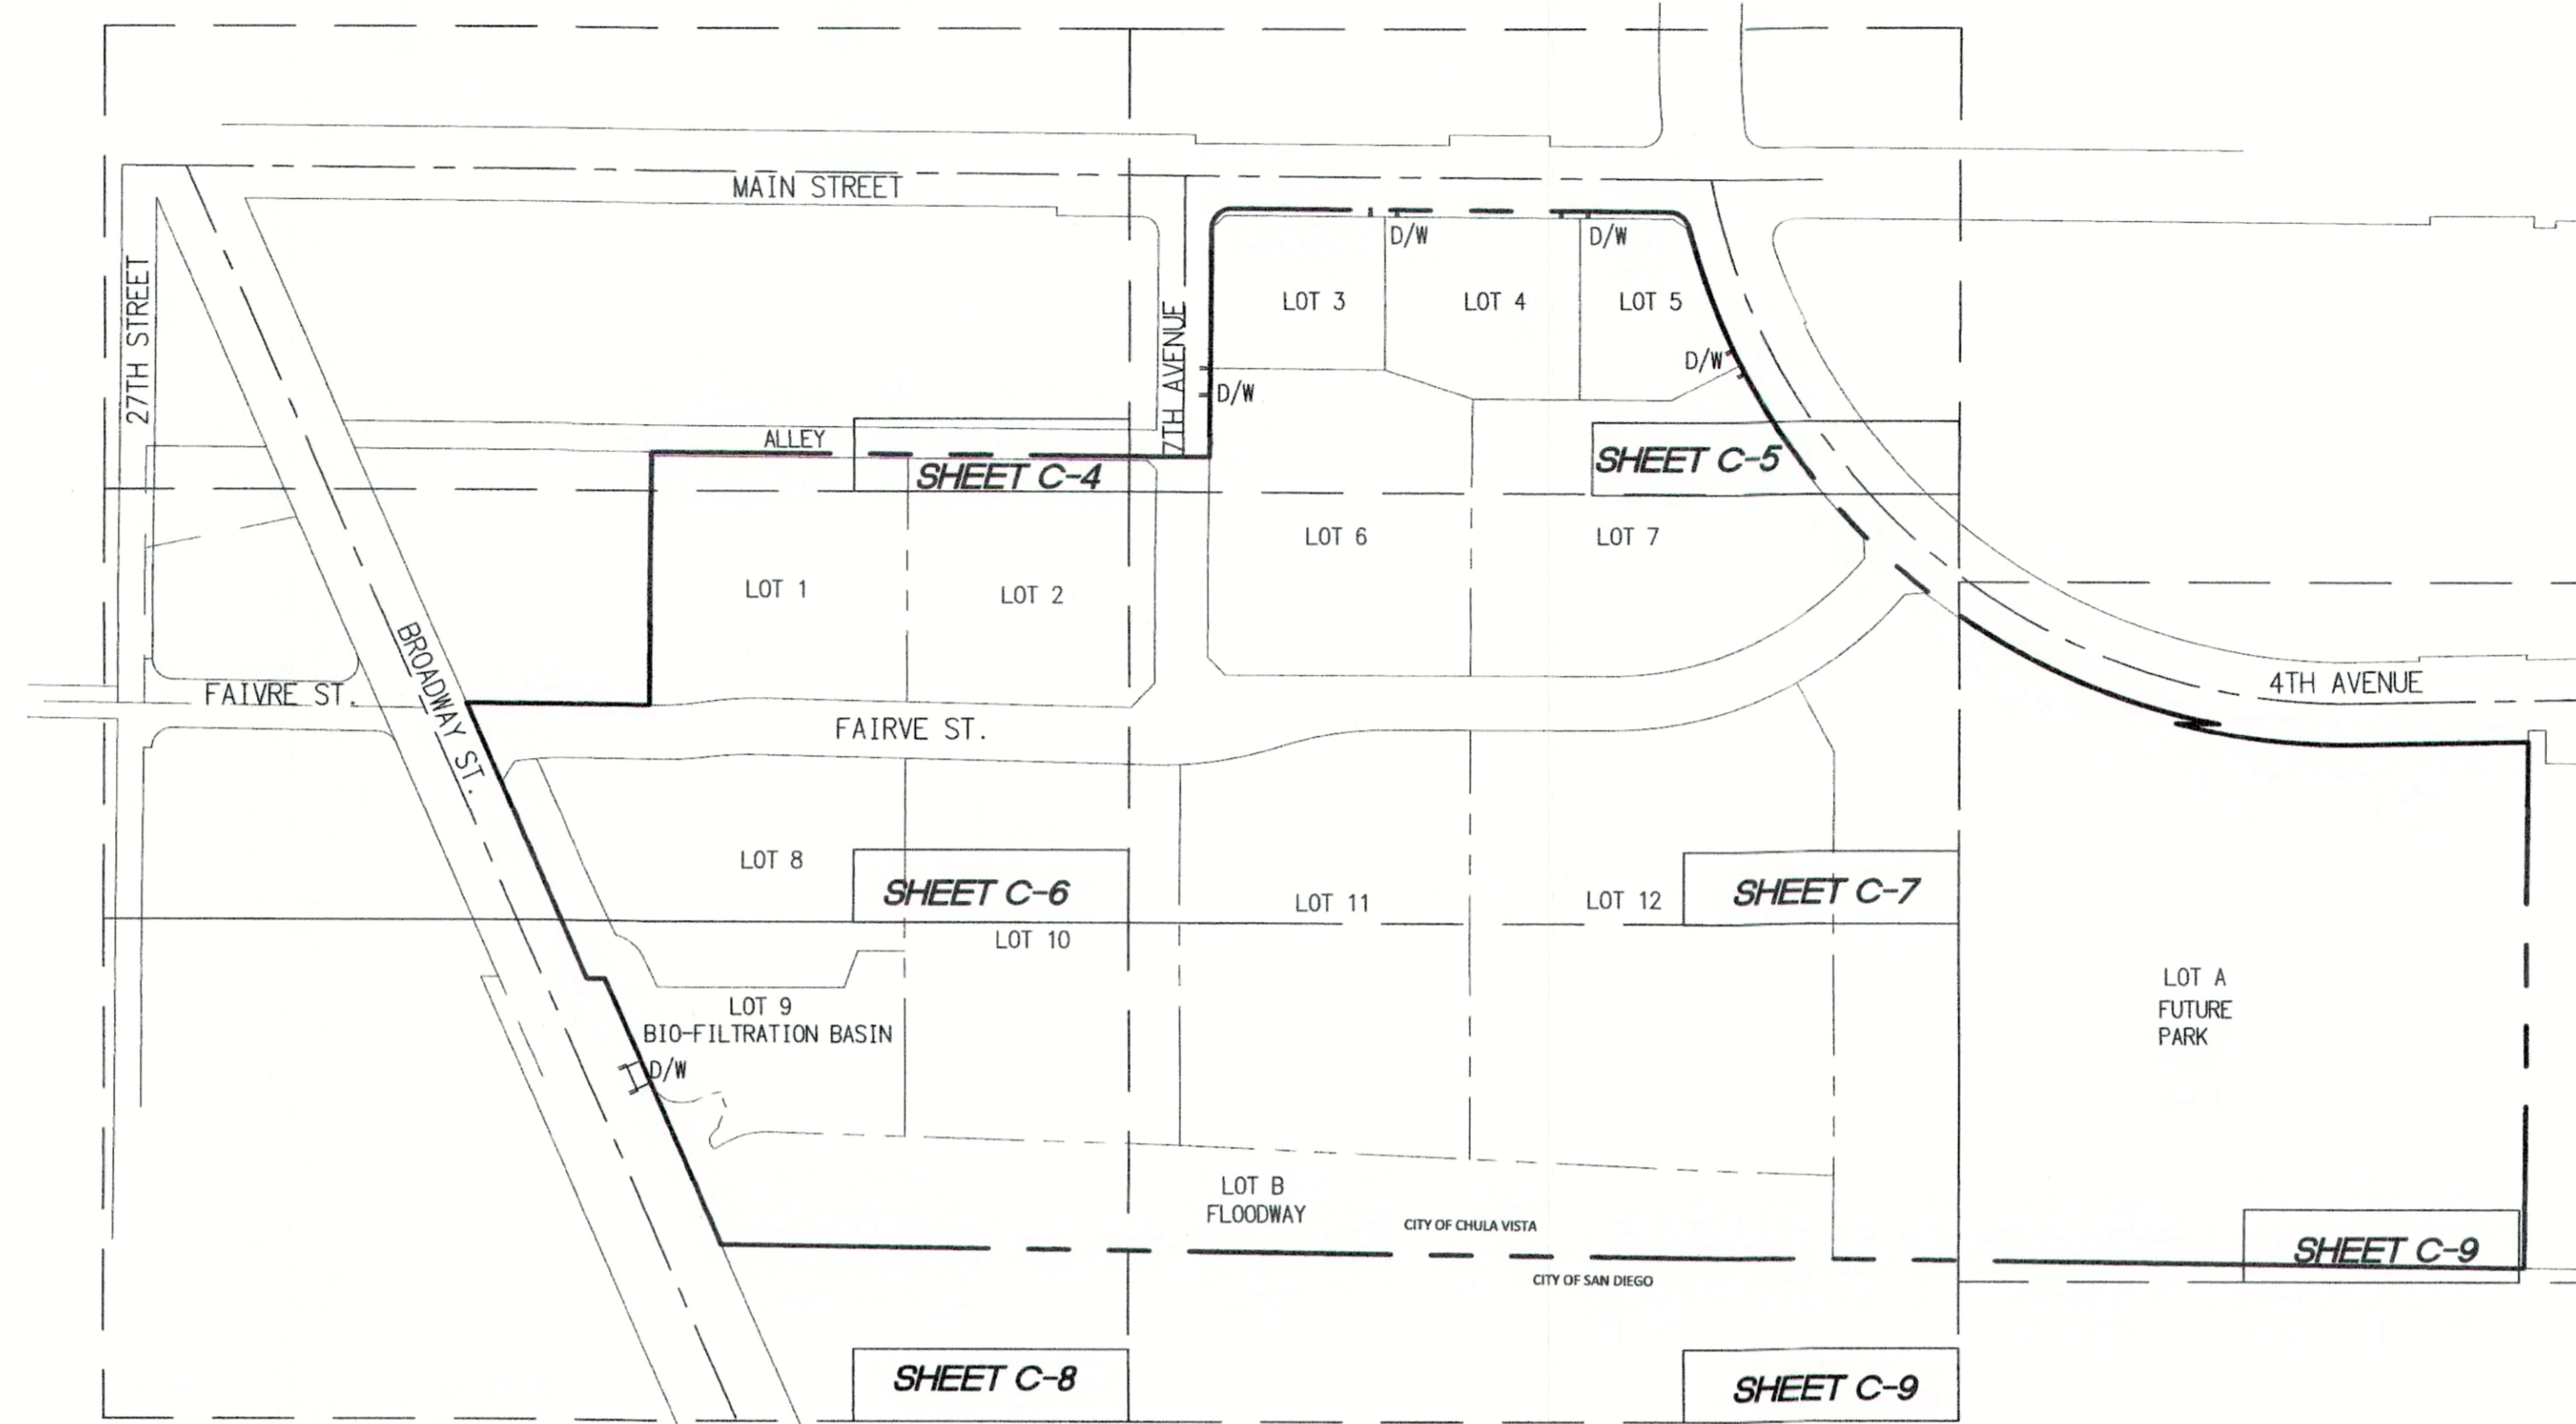 MAIN STREET
27TH STREET
D/W
D/W
LOT 3
LOT 4
LOT 5
7TH AVENUE
D/W
D/W
ALLEY
SHEET C-4
SHEET C-5
LOT 6
LOT 7
LOT 1
LOT 2
BROADWAY ST.
FAIVRE ST.
4TH AVENUE
FAIRVE ST.
LOT 8
SHEET C-6
SHEET C-7
LOT 11
LOT 12
LOT 10
LOT A
FUTURE
PARK
LOT 9
BIO-FILTRATION BASIN
D/W
LOT B
FLOODWAY
CITY OF CHULA VISTA
CITY OF SAN DIEGO
SHEET C-9
SHEET C-8
SHEET C-9